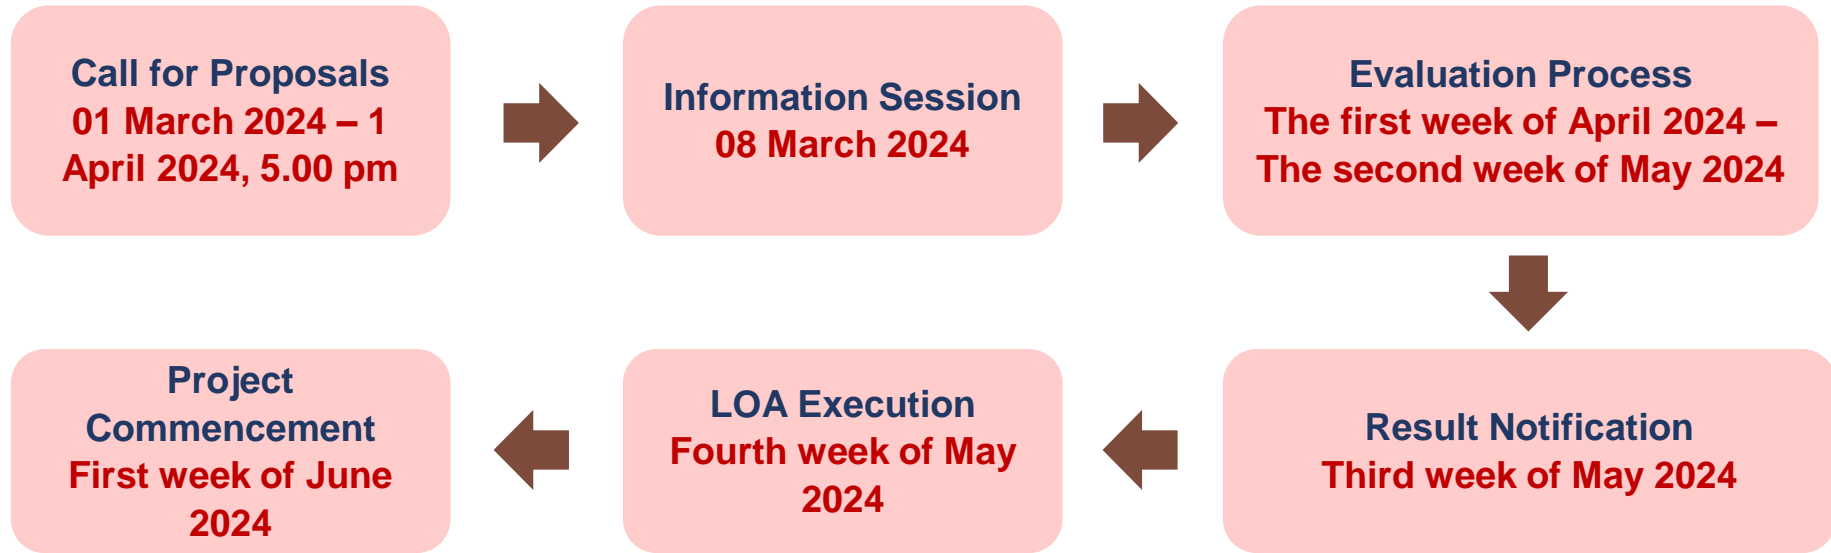 Call for Proposals
01 March 2024 – 1
April 2024, 5.00 pm
Information Session
08 March 2024
Evaluation Process
The first week of April 2024 –
The second week of May 2024
Result Notification
Third week of May 2024
LOA Execution
Fourth week of May
2024
Project
Commencement
First week of June
2024